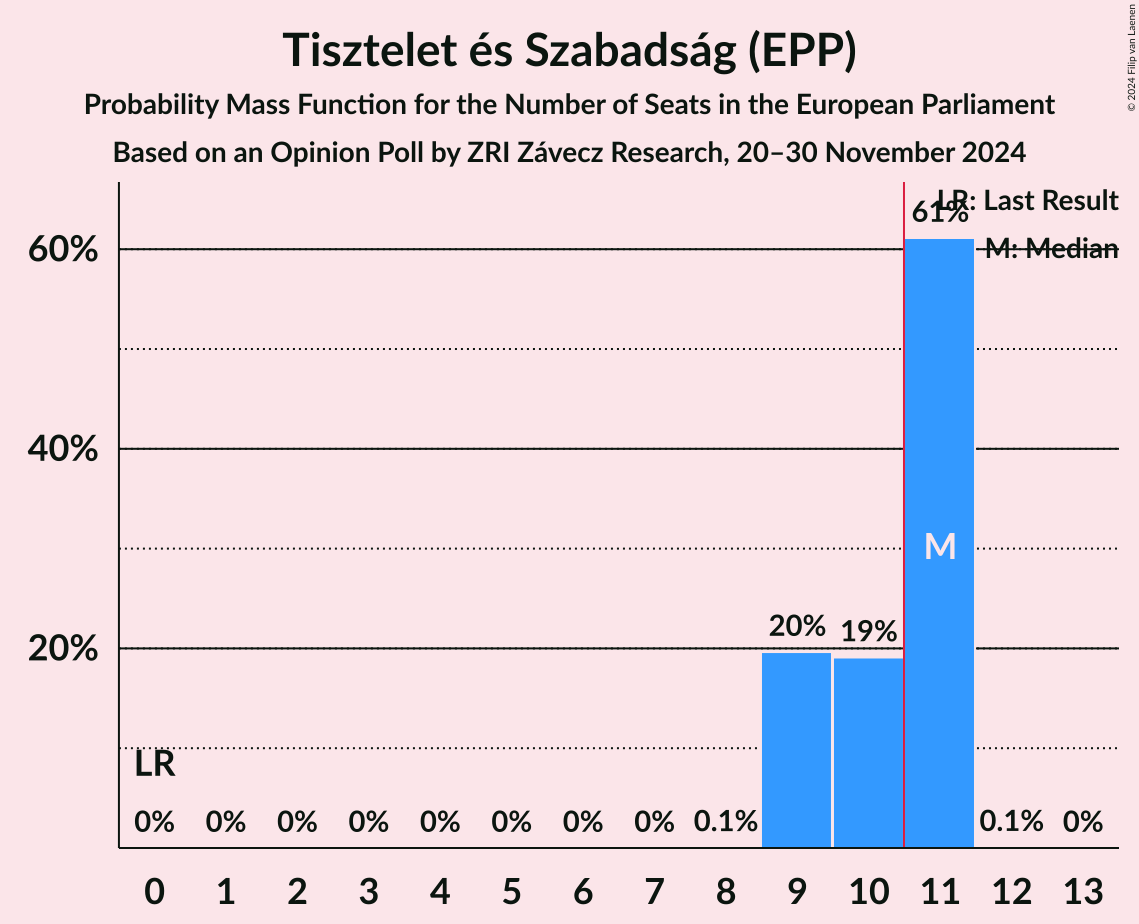 Tisztelet és Szabadság (EPP)
Probability Mass Function for the Number of Seats in the European Parliament
Based on an Opinion Poll by ZRI Závecz Research, 20–30 November 2024
© 2024 Filip van Laenen
LR: Last Result
M: Median
61%
60%
40%
20%
M
20% 19%
LR
0% 0% 0% 0% 0% 0% 0% 0% 0.1% 0.1% 0%
0 1 2 3 4 5 6 7 8 9 10 11 12 13